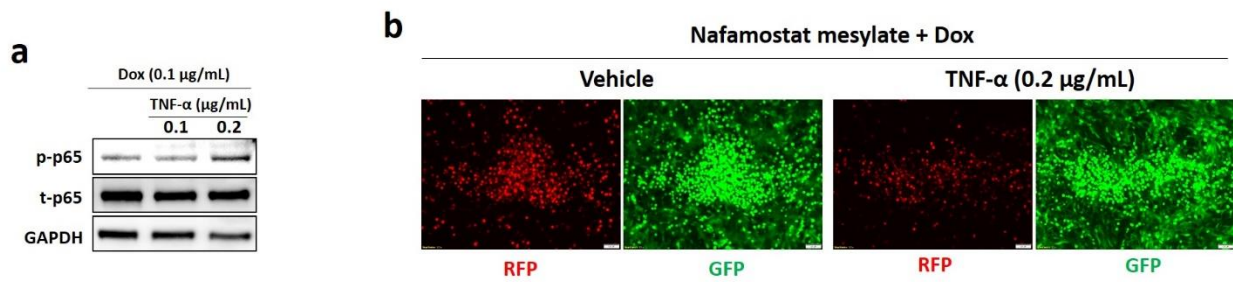 a
Dox (0.1 µg/mL)
TNF-α (µg/mL)
0.1 0.2
p-p65
t-p65
GAPDH
b
Nafamostat mesylate + Dox
Vehicle TNF-α (0.2 µg/mL)
RFP GFP RFP GFP